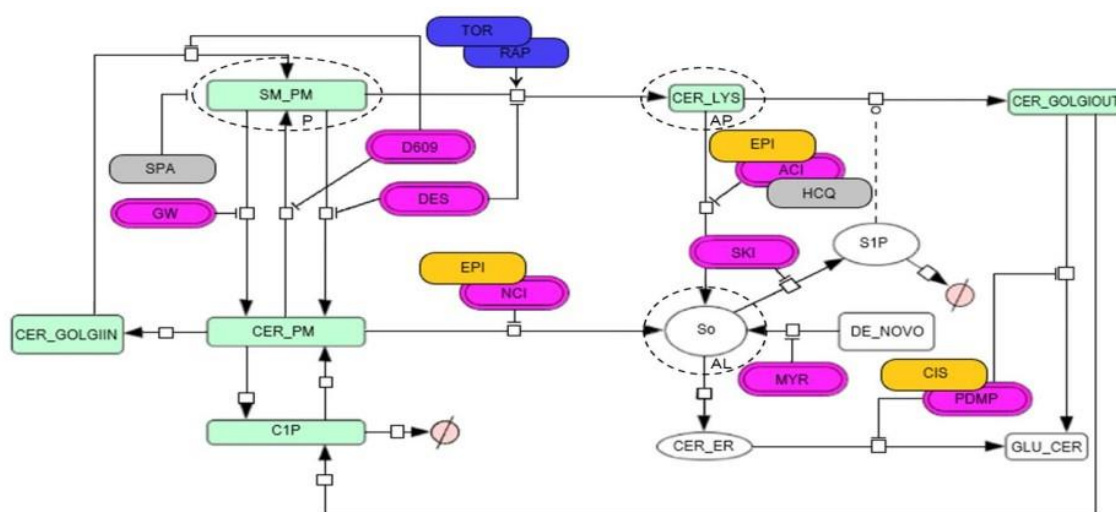 TOR
RAP
SM_PM
P
CER_LYS
AP
CER_GOLGIOUT
SPA
D609
EPI
ACI
HCQ
DES
GW
SKI
S1P
EPI
NCI
CER_GOLGIIN
CER_PM
So
AL
DE_NOVO
MYR
CIS
PDMP
C1P
CER_ER
GLU_CER